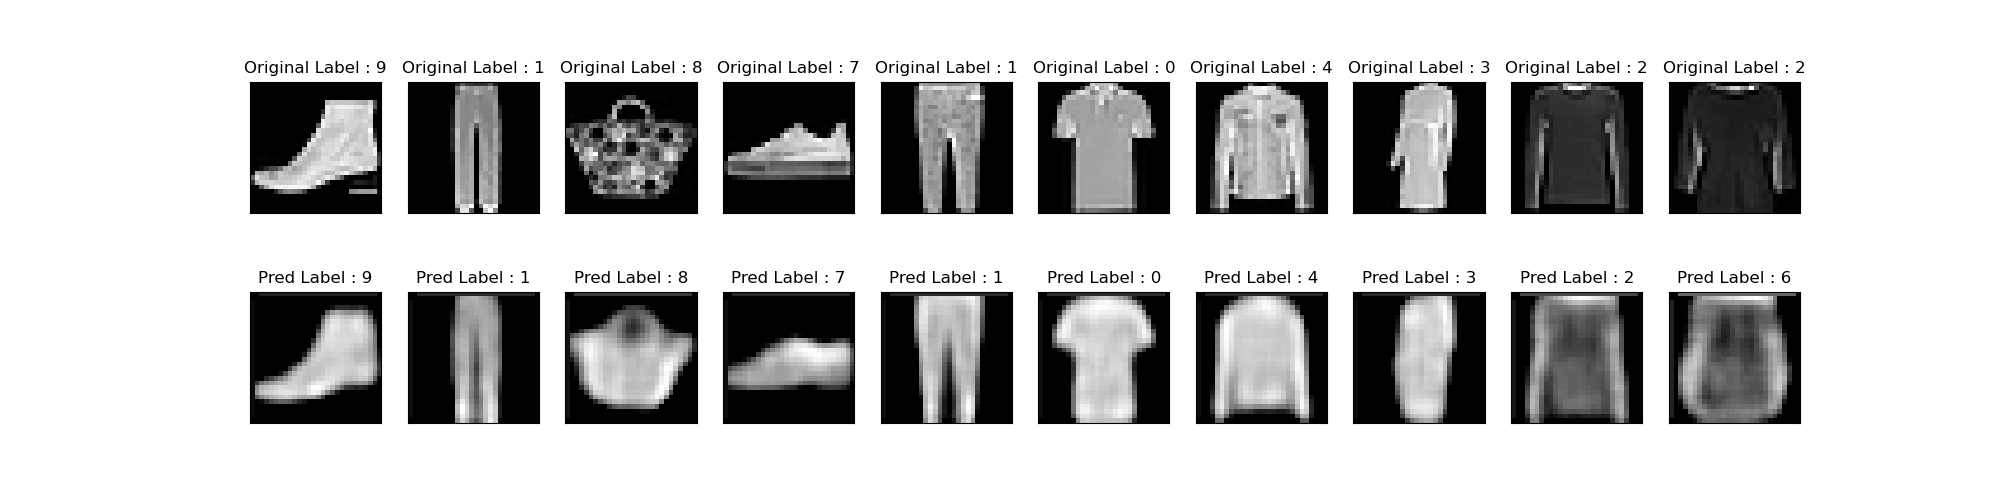 Original Label : 9 Original Label : 1 Original Label : 8 Original Label : 7 Original Label : 1 Original Label : 0 Original Label : 4 Original Label : 3 Original Label : 2 Original Label : 2
Pred Label : 9 Pred Label : 1 Pred Label : 8 Pred Label : 7 Pred Label : 1 Pred Label : 0 Pred Label : 4 Pred Label : 3 Pred Label : 2 Pred Label : 6